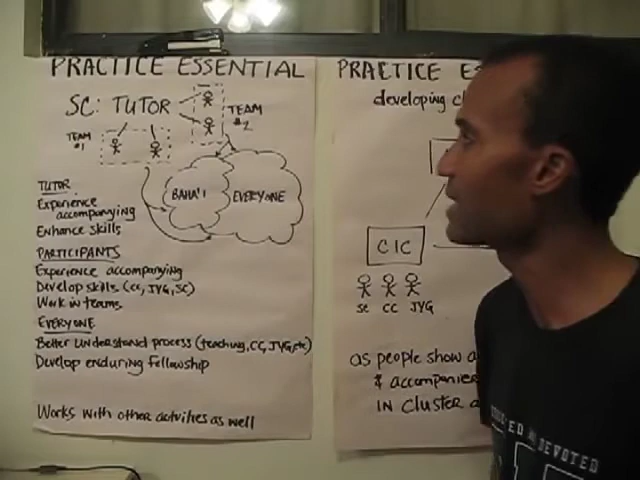 PRACTICE ESSENTIAL
SC: TUTOR
TEAM
#2
TEAM
#1
BAHA'I
EVERYONE
TUTOR
Experience
accompanying
Enhance skills
PARTICIPANTS
Experience accompanying
Develop skills (CC, JYG, SC)
Work in teams
EVERYONE
Better understand process (teaching, CC, JYG, etc)
Develop enduring fellowship
Works with other activities as well
PRACTICE ES
developing c
CIC
SC CC JYG
as people show a
& accompanie
IN Cluster a
DEVOTED